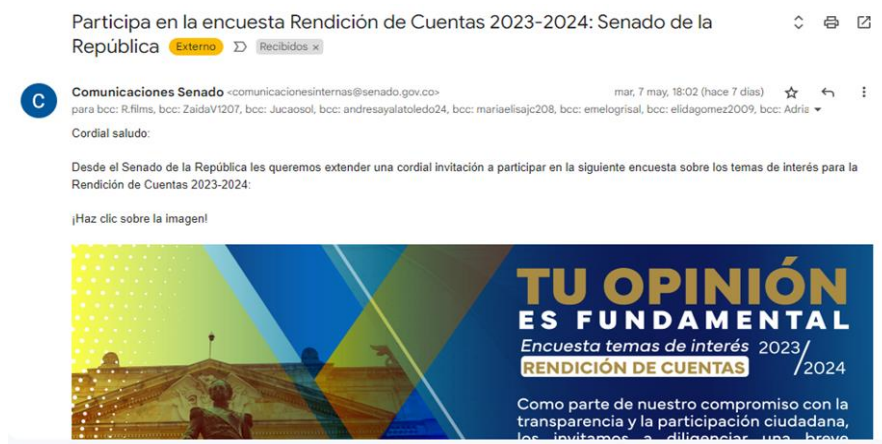 Participa en la encuesta Rendición de Cuentas 2023-2024: Senado de la
República Externo Recibidos ×
C
Comunicaciones Senado <comunicacionesinternas@senado.gov.co> mar, 7 may, 18:02 (hace 7 días)
para bcc: R.films, bcc: ZaidaV1207, bcc: Jucaosol, bcc: andresayalatoledo24, bcc: mariaelisajc208, bcc: emelogrisal, bcc: elidagomez2009, bcc: Adria
Cordial saludo:
Desde el Senado de la República les queremos extender una cordial invitación a participar en la siguiente encuesta sobre los temas de interés para la
Rendición de Cuentas 2023-2024:
¡Haz clic sobre la imagen!
TU OPINIÓN
ES FUNDAMENTAL
Encuesta temas de interés 2023/
RENDICIÓN DE CUENTAS /2024
Como parte de nuestro compromiso con la
transparencia y la participación ciudadana,
los invitamos a diligenciar una breve